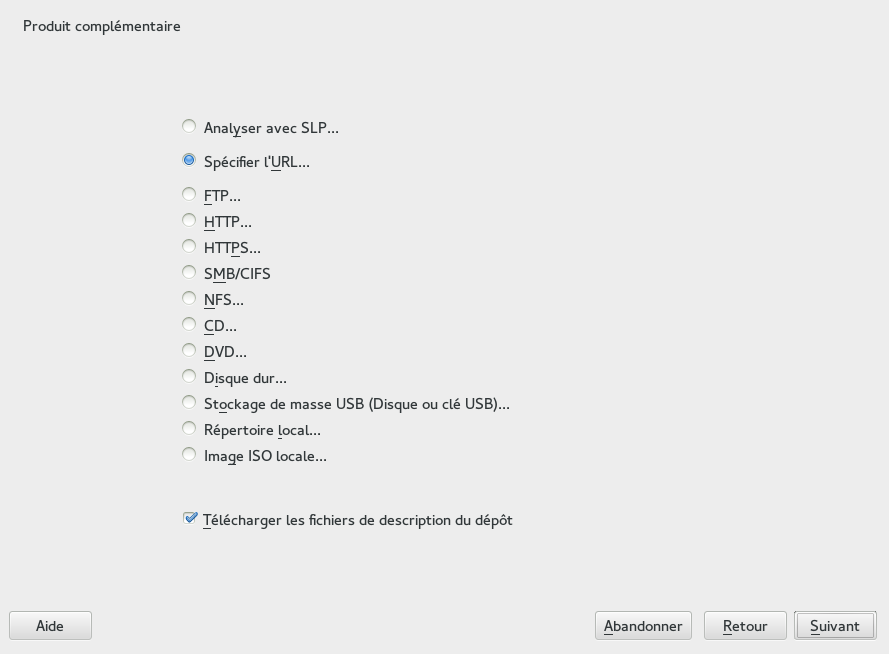 Produit complémentaire
Analyser avec SLP...
Spécifier l'URL...
FTP...
HTTP...
HTTPS...
SMB/CIFS
NFS...
CD...
DVD...
Disque dur...
Stockage de masse USB (Disque ou clé USB)...
Répertoire local...
Image ISO locale...
Télécharger les fichiers de description du dépôt
Aide Abandonner Retour Suivant